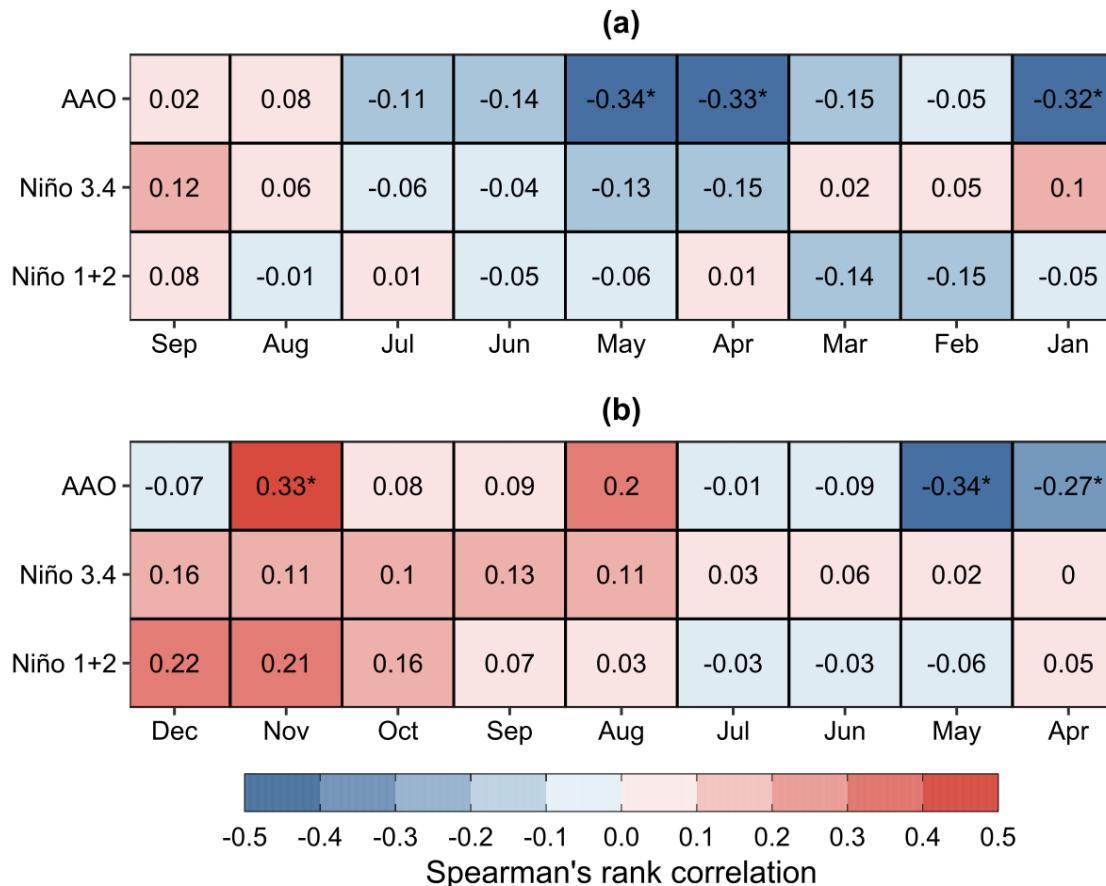 (a)
AAO 0.02 0.08 -0.11 -0.14 -0.34* -0.33* -0.15 -0.05 -0.32*
Niño 3.4 0.12 0.06 -0.06 -0.04 -0.13 -0.15 0.02 0.05 0.1
Niño 1+2 0.08 -0.01 0.01 -0.05 -0.06 0.01 -0.14 -0.15 -0.05
Sep Aug Jul Jun May Apr Mar Feb Jan
(b)
AAO -0.07 0.33* 0.08 0.09 0.2 -0.01 -0.09 -0.34* -0.27*
Niño 3.4 0.16 0.11 0.1 0.13 0.11 0.03 0.06 0.02 0
Niño 1+2 0.22 0.21 0.16 0.07 0.03 -0.03 -0.03 -0.06 0.05
Dec Nov Oct Sep Aug Jul Jun May Apr
-0.5 -0.4 -0.3 -0.2 -0.1 0.0 0.1 0.2 0.3 0.4 0.5
Spearman's rank correlation